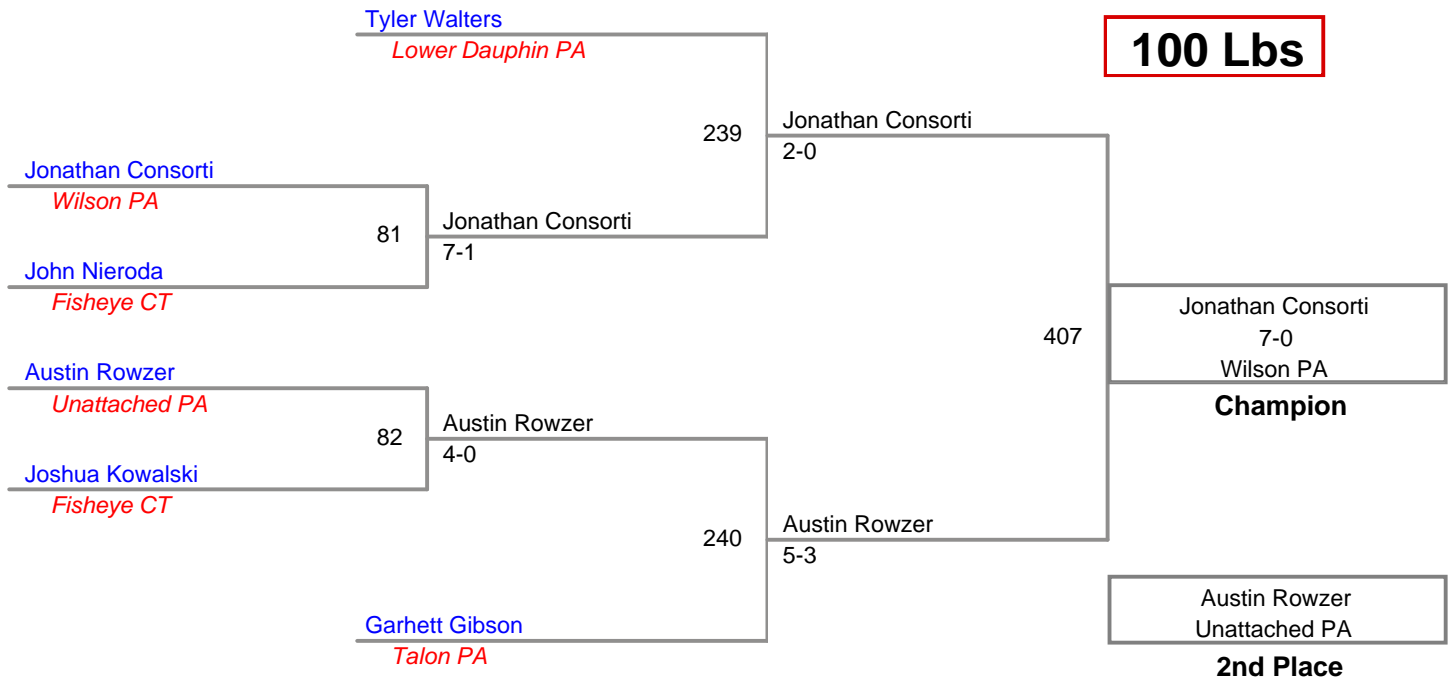 Tyler Walters
Lower Dauphin PA
100 Lbs
239
Jonathan Consorti
2-0
Jonathan Consorti
Wilson PA
81
Jonathan Consorti
7-1
John Nieroda
Fisheye CT
407
Jonathan Consorti
7-0
Wilson PA
Champion
Austin Rowzer
Unattached PA
82
Austin Rowzer
4-0
Joshua Kowalski
Fisheye CT
240
Austin Rowzer
5-3
Garhett Gibson
Talon PA
Austin Rowzer
Unattached PA
2nd Place